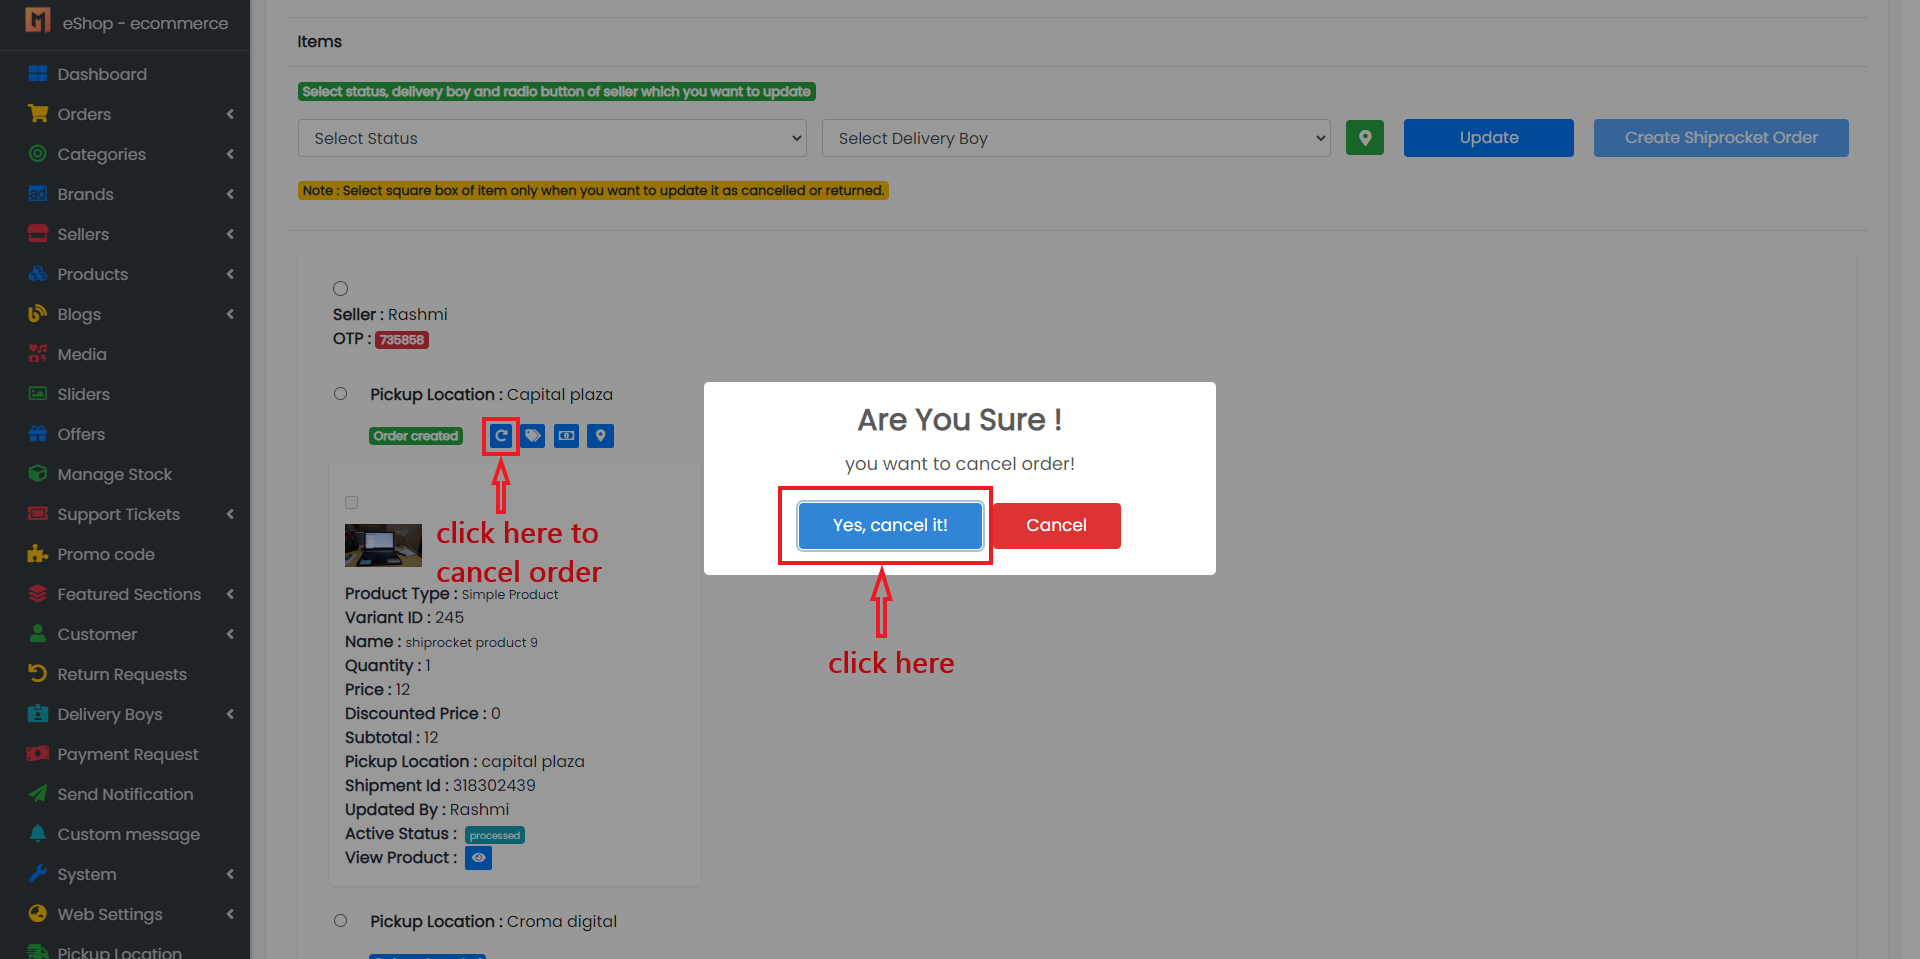 eShop - ecommerce
Dashboard
Orders
Categories
Brands
Sellers
Products
Blogs
Media
Sliders
Offers
Manage Stock
Support Tickets
Promo code
Featured Sections
Customer
Return Requests
Delivery Boys
Payment Request
Send Notification
Custom message
System
Web Settings
Pickup Location
Items
Select status, delivery boy and radio button of seller which you want to update
Select Status
Select Delivery Boy
Update
Create Shiprocket Order
Note : Select square box of item only when you want to update it as cancelled or returned.
Seller : Rashmi
OTP : 735858
Pickup Location : Capital plaza
Order created
click here to
cancel order
Product Type : Simple Product
Variant ID : 245
Name : shiprocket product 9
Quantity : 1
Price : 12
Discounted Price : 0
Subtotal : 12
Pickup Location : capital plaza
Shipment Id : 318302439
Updated By : Rashmi
Active Status : processed
View Product :
Pickup Location : Croma digital
Are You Sure !
you want to cancel order!
Yes, cancel it!
Cancel
click here